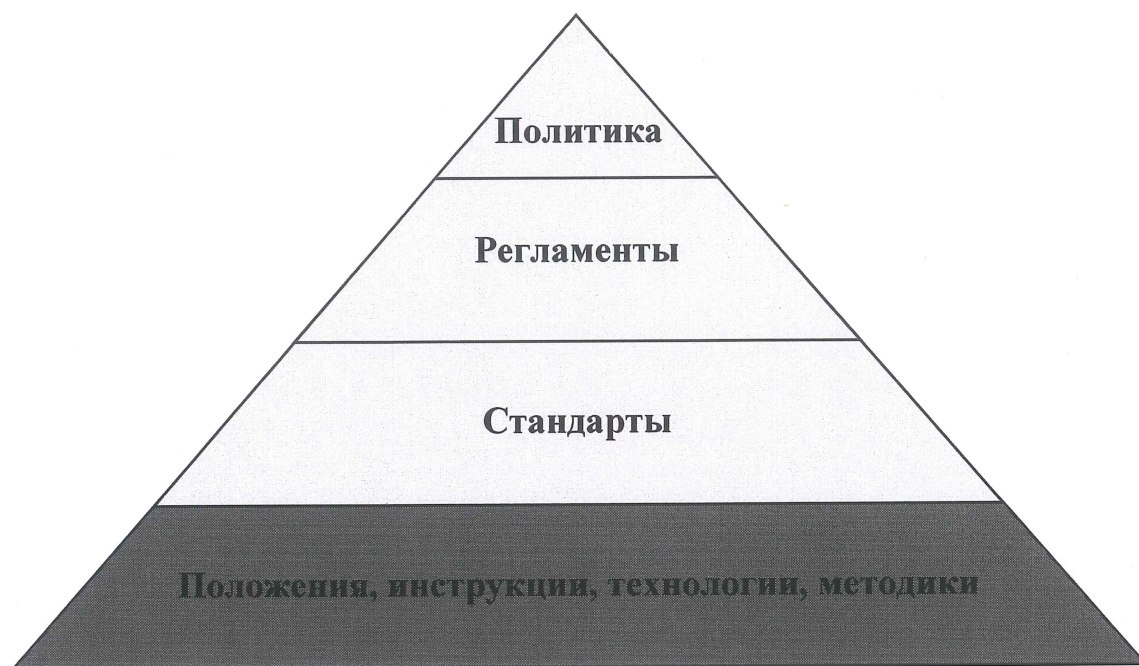 Политика
Регламенты
Стандарты
Положения, инструкции, технологии, методики